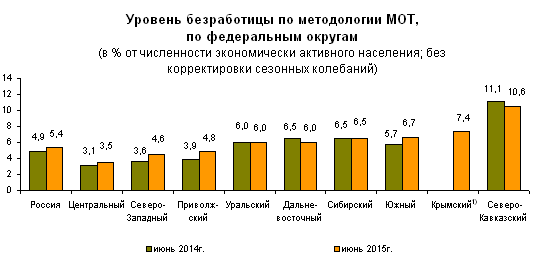 Уровень безработицы по методологии МОТ,
по федеральным округам
(в % от численности экономически активного населения; без
корректировки сезонных колебаний)
14
12
10
8
6
4
2
0
4,9 5,4
3,1 3,5
3,6 4,6
3,9 4,8
6,0 6,0
6,5 6,0
6,5 6,5
5,7 6,7
7,4
11,1 10,6
Россия
Центральный
Северо-
Западный
Приволж-
ский
Уральский
Дальне-
восточный
Сибирский
Южный
Крымский¹⁾
Северо-
Кавказский
июнь 2014г.
июнь 2015г.